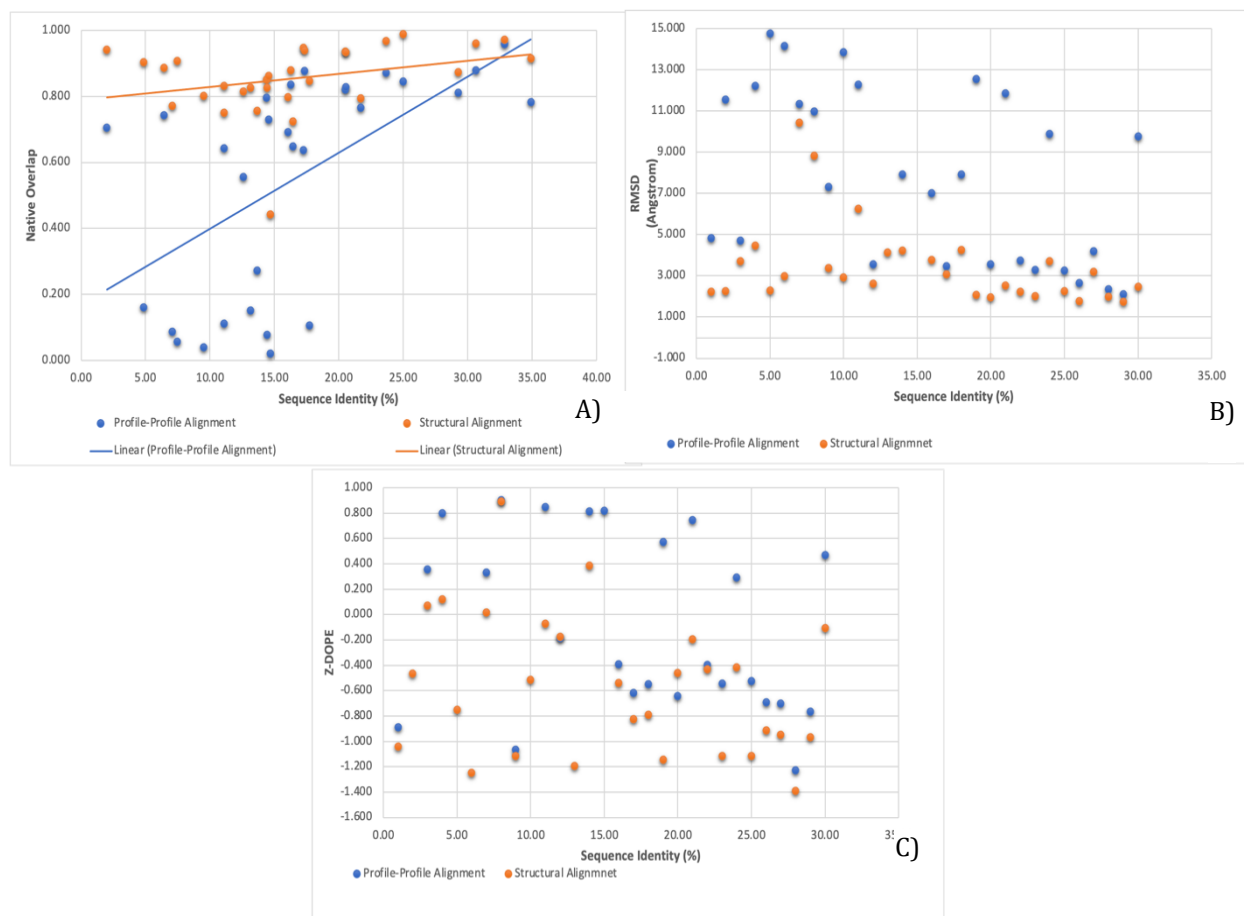 1.000
0.800
0.600
0.400
0.200
0.000
Native Overlap
0.00 5.00 10.00 15.00 20.00 25.00 30.00 35.00 40.00
Sequence Identity (%)
Profile-Profile Alignment Structural Alignment
Linear (Profile-Profile Alignment) Linear (Structural Alignment)
A)
15.000
13.000
11.000
9.000
7.000
5.000
3.000
1.000
-1.000
RMSD
(Angstrom)
0.00 5.00 10.00 15.00 20.00 25.00 30.00 35.00
Sequence Identity (%)
Profile-Profile Alignment Structural Alignmnet
B)
1.000
0.800
0.600
0.400
0.200
0.000
-0.200
-0.400
-0.600
-0.800
-1.000
-1.200
-1.400
-1.600
Z-DOPE
0.00 5.00 10.00 15.00 20.00 25.00 30.00
Sequence Identity (%)
Profile-Profile Alignment Structural Alignmnet
C)